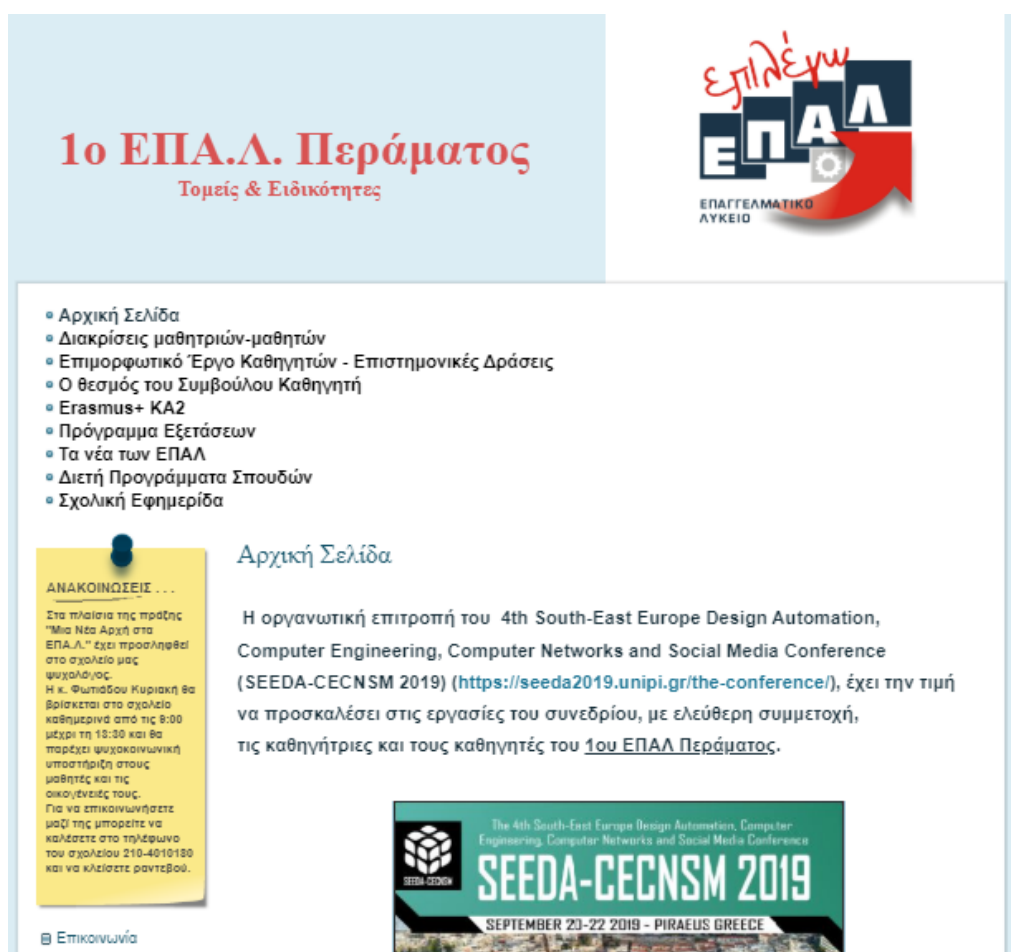 1ο ΕΠΑ.Λ. Περάματος
Τομείς & Ειδικότητες
επιλέγω
ΕΠΑΛ
ΕΠΑΓΓΕΛΜΑΤΙΚΟ
ΛΥΚΕΙΟ
Αρχική Σελίδα
Διακρίσεις μαθητριών-μαθητών
Επιμορφωτικό Έργο Καθηγητών - Επιστημονικές Δράσεις
Ο θεσμός του Συμβούλου Καθηγητή
Erasmus+ KA2
Πρόγραμμα Εξετάσεων
Τα νέα των ΕΠΑΛ
Διετή Προγράμματα Σπουδών
Σχολική Εφημερίδα
ΑΝΑΚΟΙΝΩΣΕΙΣ . . .
Στα πλαίσια της πράξης
"Μια Νέα Αρχή στα
ΕΠΑ.Λ." έχει προσληφθεί
στο σχολείο μας
ψυχολόγος.
Η κ. Φωτιάδου Κυριακή θα
βρίσκεται στο σχολείο
καθημερινά από τις 9:00
μέχρι τη 13:30 και θα
παρέχει ψυχοκοινωνική
υποστήριξη στους
μαθητές και τις
οικογένειές τους.
Για να επικοινωνήσετε
μαζί της μπορείτε να
καλέσετε στο τηλέφωνο
του σχολείου 210-4010180
και να κλείσετε ραντεβού.
Επικοινωνία
Αρχική Σελίδα
Η οργανωτική επιτροπή του 4th South-East Europe Design Automation,
Computer Engineering, Computer Networks and Social Media Conference
(SEEDA-CECNSM 2019) (https://seeda2019.unipi.gr/the-conference/), έχει την τιμή
να προσκαλέσει στις εργασίες του συνεδρίου, με ελεύθερη συμμετοχή,
τις καθηγήτριες και τους καθηγητές του 1ου ΕΠΑΛ Περάματος.
The 4th South-East Europe Design Automation, Computer
Engineering, Computer Networks and Social Media Conference
SEEDA-CECNSM
SEEDA-CECNSM 2019
SEPTEMBER 20-22 2019 - PIRAEUS GREECE